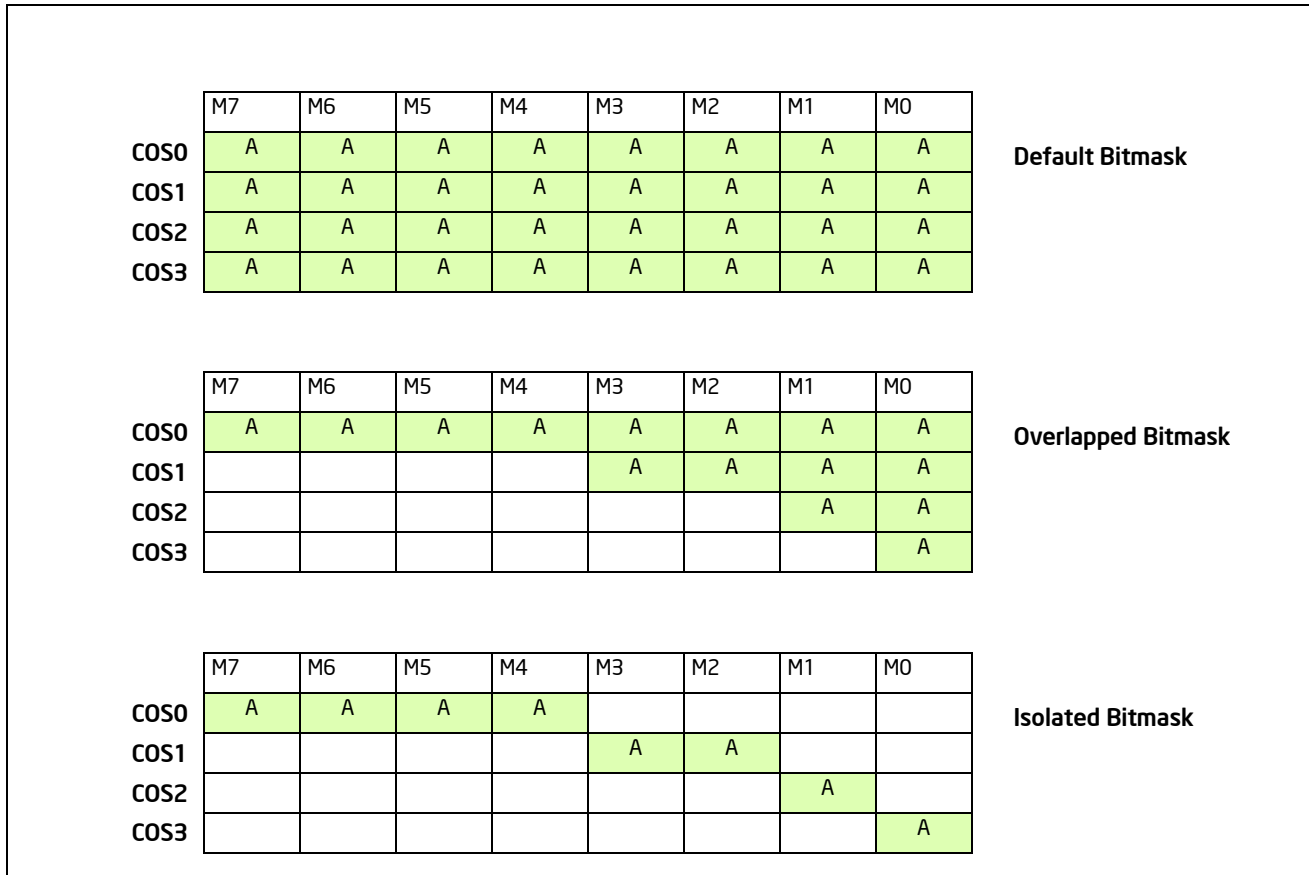 M7 M6 M5 M4 M3 M2 M1 M0
COS0 A A A A A A A A Default Bitmask
COS1 A A A A A A A A
COS2 A A A A A A A A
COS3 A A A A A A A A
M7 M6 M5 M4 M3 M2 M1 M0
COS0 A A A A A A A A Overlapped Bitmask
COS1 A A A A
COS2 A A
COS3 A
M7 M6 M5 M4 M3 M2 M1 M0
COS0 A A A A Isolated Bitmask
COS1 A A
COS2 A
COS3 A